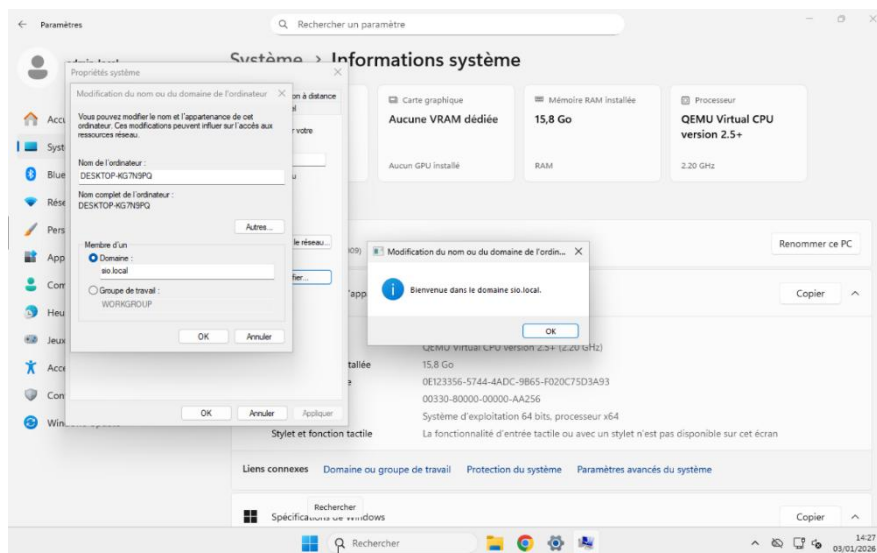 Paramètres
Rechercher un paramètre
Système > Informations système
Propriétés système
Modification du nom ou du domaine de l'ordinateur
Vous pouvez modifier le nom et l'appartenance de cet
ordinateur. Ces modifications peuvent influer sur l'accès aux
ressources réseau.
Nom de l'ordinateur :
DESKTOP-KG7N9PQ
Nom complet de l'ordinateur :
DESKTOP-KG7N9PQ
Autres...
Membre d'un
Domaine :
sio.local
Groupe de travail :
WORKGROUP
OK
Annuler
OK
Annuler
Appliquer
à distance
votre
le réseau...
Carte graphique
Aucune VRAM dédiée
Aucun GPU installé
Mémoire RAM installée
15,8 Go
RAM
Processeur
QEMU Virtual CPU
version 2.5+
2.20 GHz
Renommer ce PC
Modification du nom ou du domaine de l'ordin...
Bienvenue dans le domaine sio.local.
OK
Copier
QEMU Virtual CPU version 2.5+ (2.20 GHz)
15,8 Go
0E123356-5744-4ADC-9B65-F020C75D3A93
00330-80000-00000-AA256
Système d'exploitation 64 bits, processeur x64
Stylet et fonction tactile
La fonctionnalité d'entrée tactile ou avec un stylet n'est pas disponible sur cet écran
Liens connexes Domaine ou groupe de travail Protection du système Paramètres avancés du système
Rechercher
Copier
Rechercher
14:27
03/01/2026